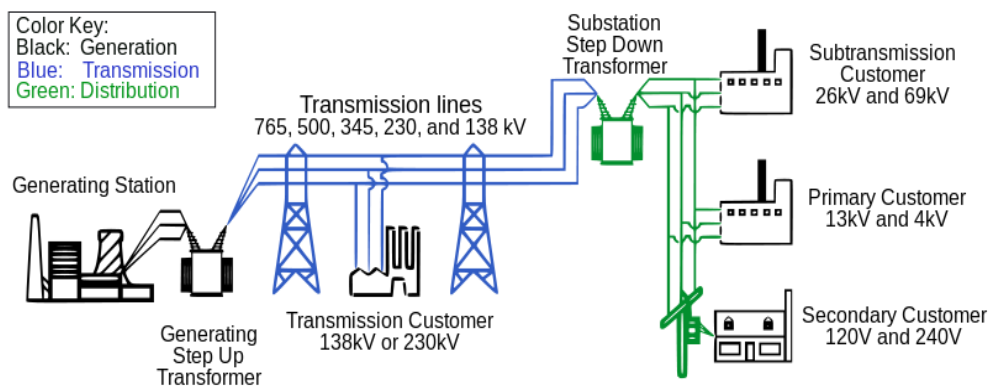 Color Key:
Black: Generation
Blue: Transmission
Green: Distribution
Substation
Step Down
Transformer
Subtransmission
Customer
26kV and 69kV
Transmission lines
765, 500, 345, 230, and 138 kV
Generating Station
Primary Customer
13kV and 4kV
Transmission Customer
138kV or 230kV
Generating
Step Up
Transformer
Secondary Customer
120V and 240V